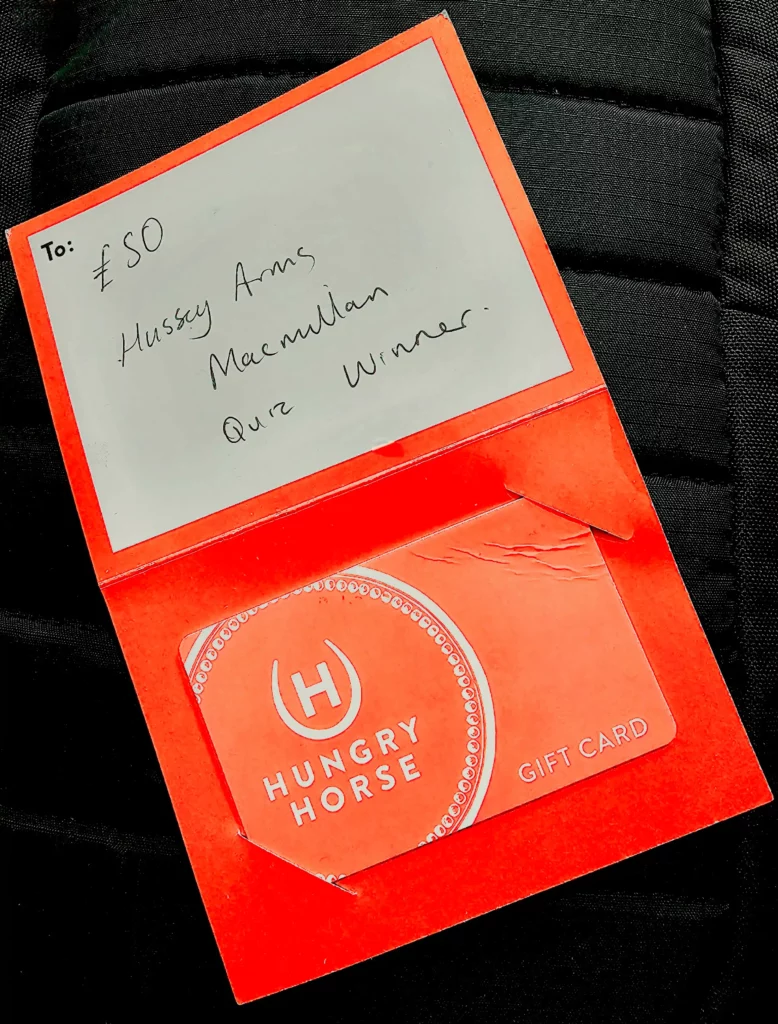 To: £50
Hussey Arms
Macmillan
Quiz Winner.
H
HUNGRY
HORSE
GIFT CARD